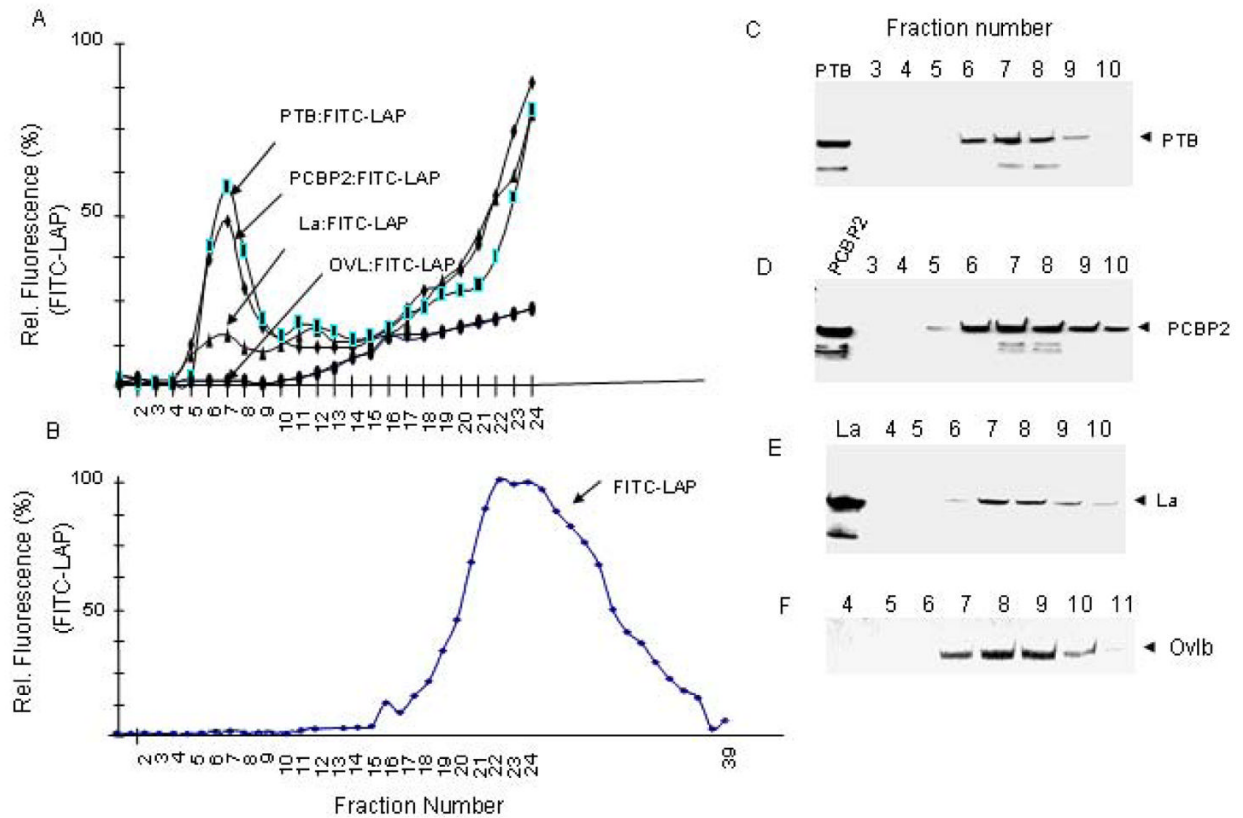 A
100
50
Rel. Fluorescence (%)
(FITC-LAP)
PTB:FITC-LAP
PCBP2:FITC-LAP
La:FITC-LAP
OVL:FITC-LAP
2 3 4 5 6 7 8 9 10 11 12 13 14 15 16 17 18 19 20 21 22 23 24
B
100
50
Rel. Fluorescence (%)
(FITC-LAP)
FITC-LAP
2 3 4 5 6 7 8 9 10 11 12 13 14 15 16 17 18 19 20 21 22 23 24 39
Fraction Number
C
Fraction number
PTB 3 4 5 6 7 8 9 10
PTB
D
PCBP2 3 4 5 6 7 8 9 10
PCBP2
E
La 4 5 6 7 8 9 10
La
F
4 5 6 7 8 9 10 11
Ovlb